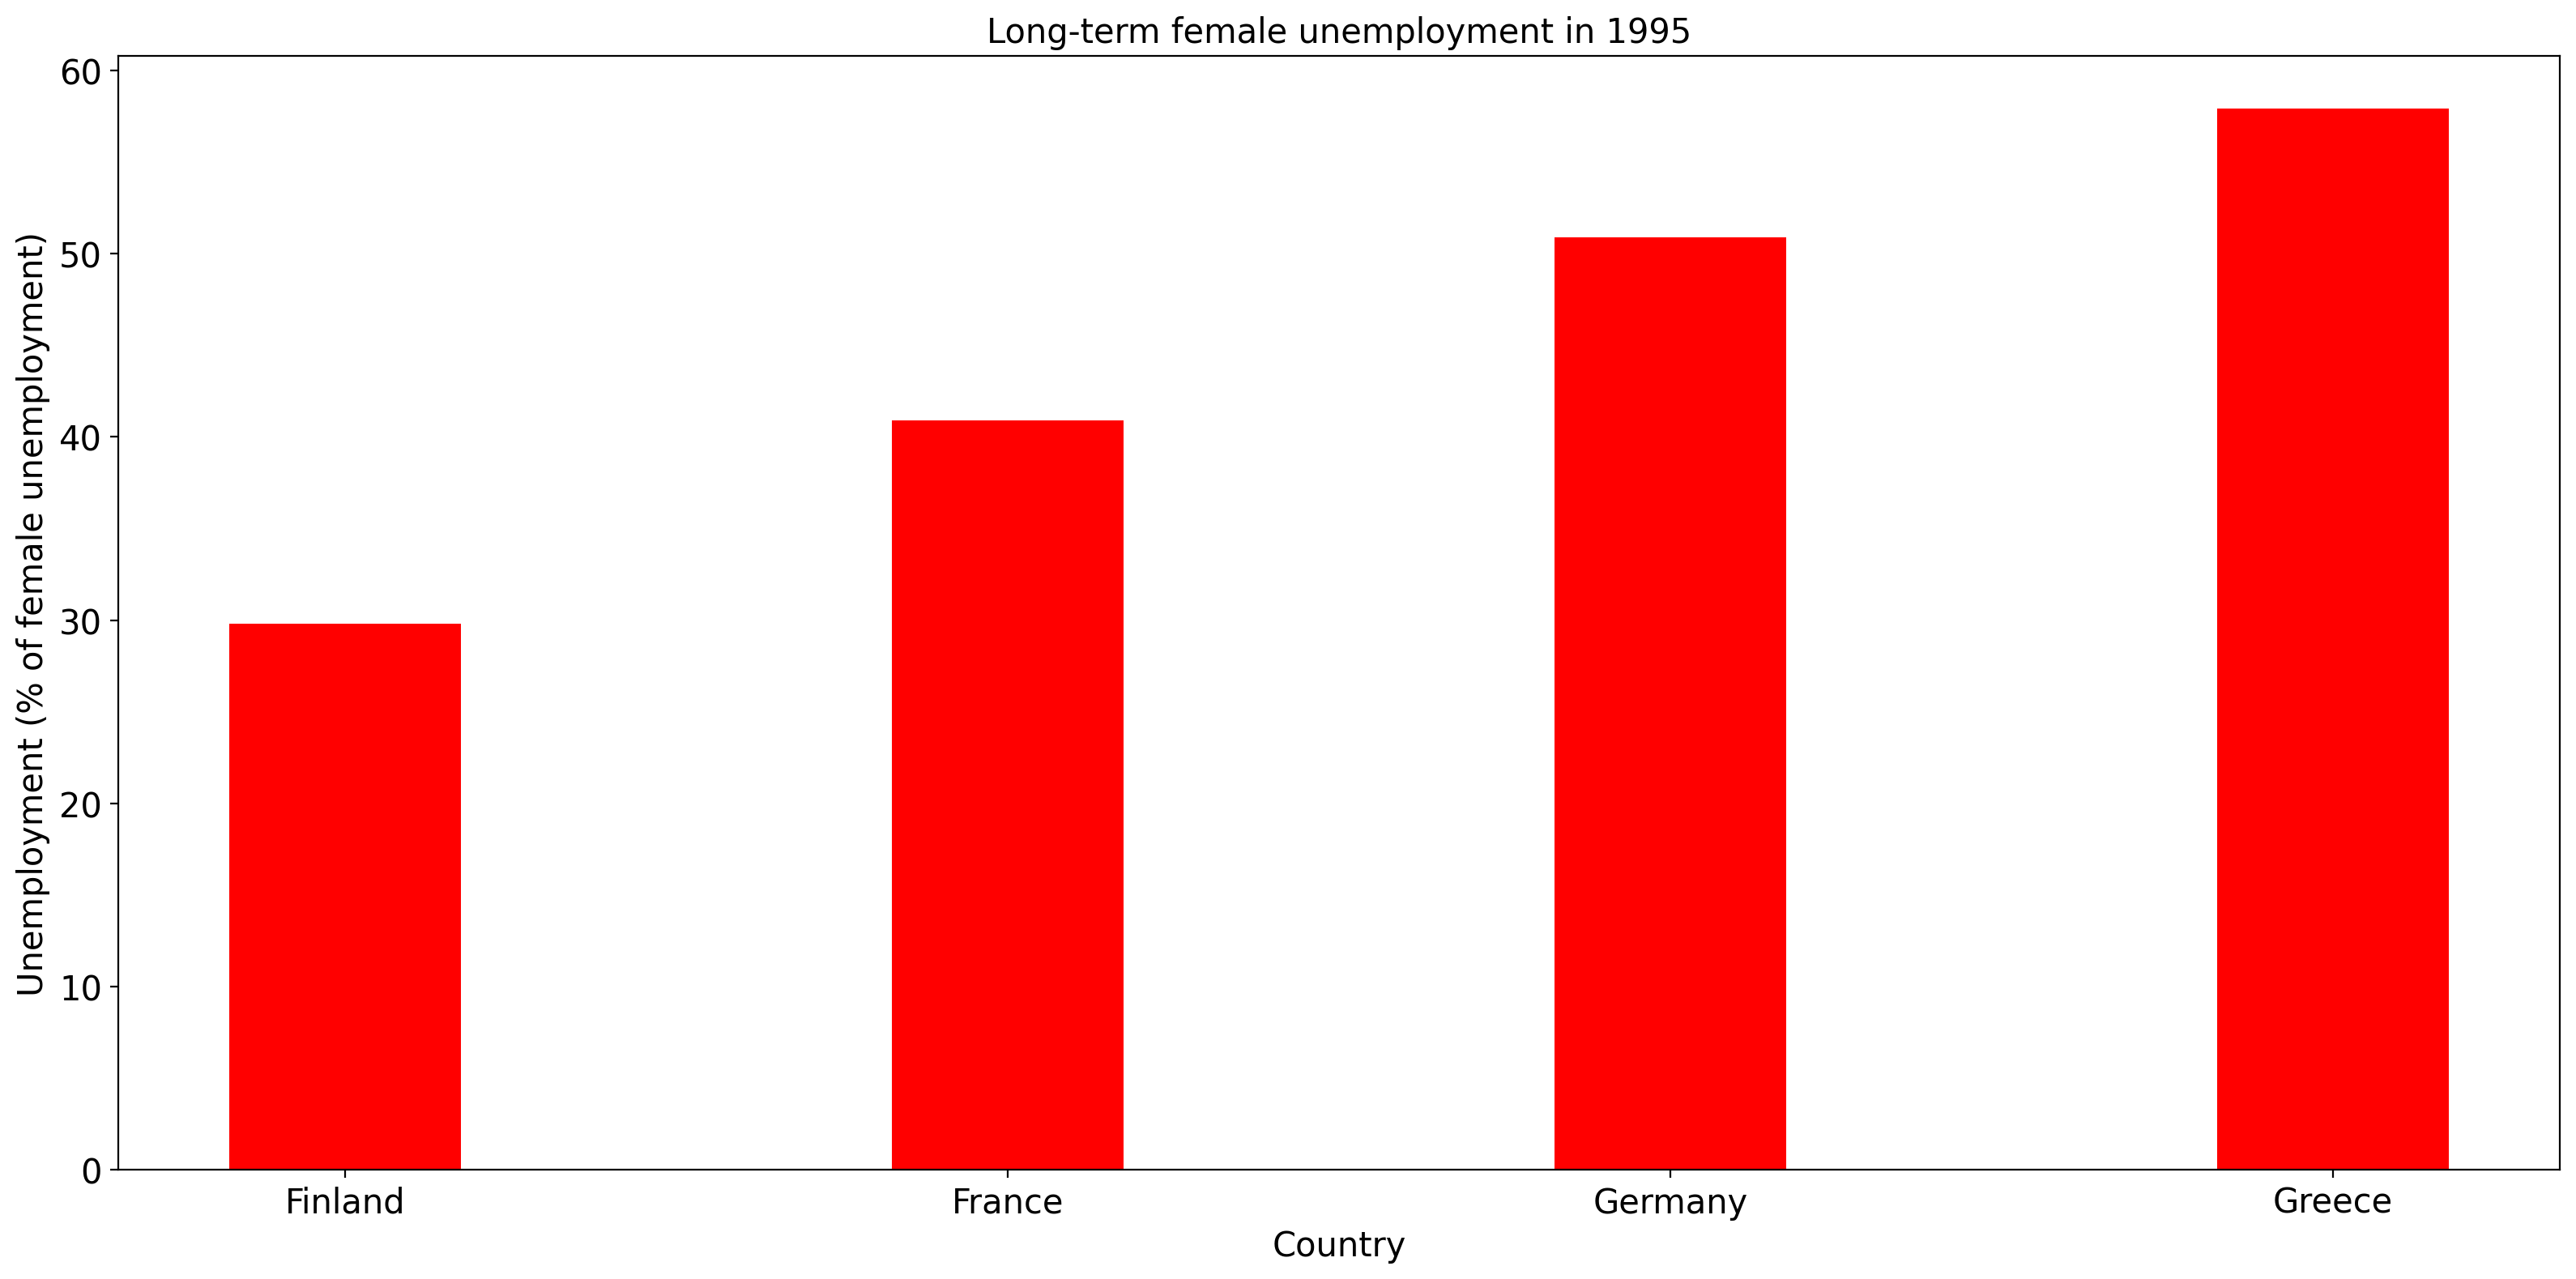 Long-term female unemployment in 1995
Unemployment (% of female unemployment)
60
50
40
30
20
10
0
Finland France Germany Greece
Country